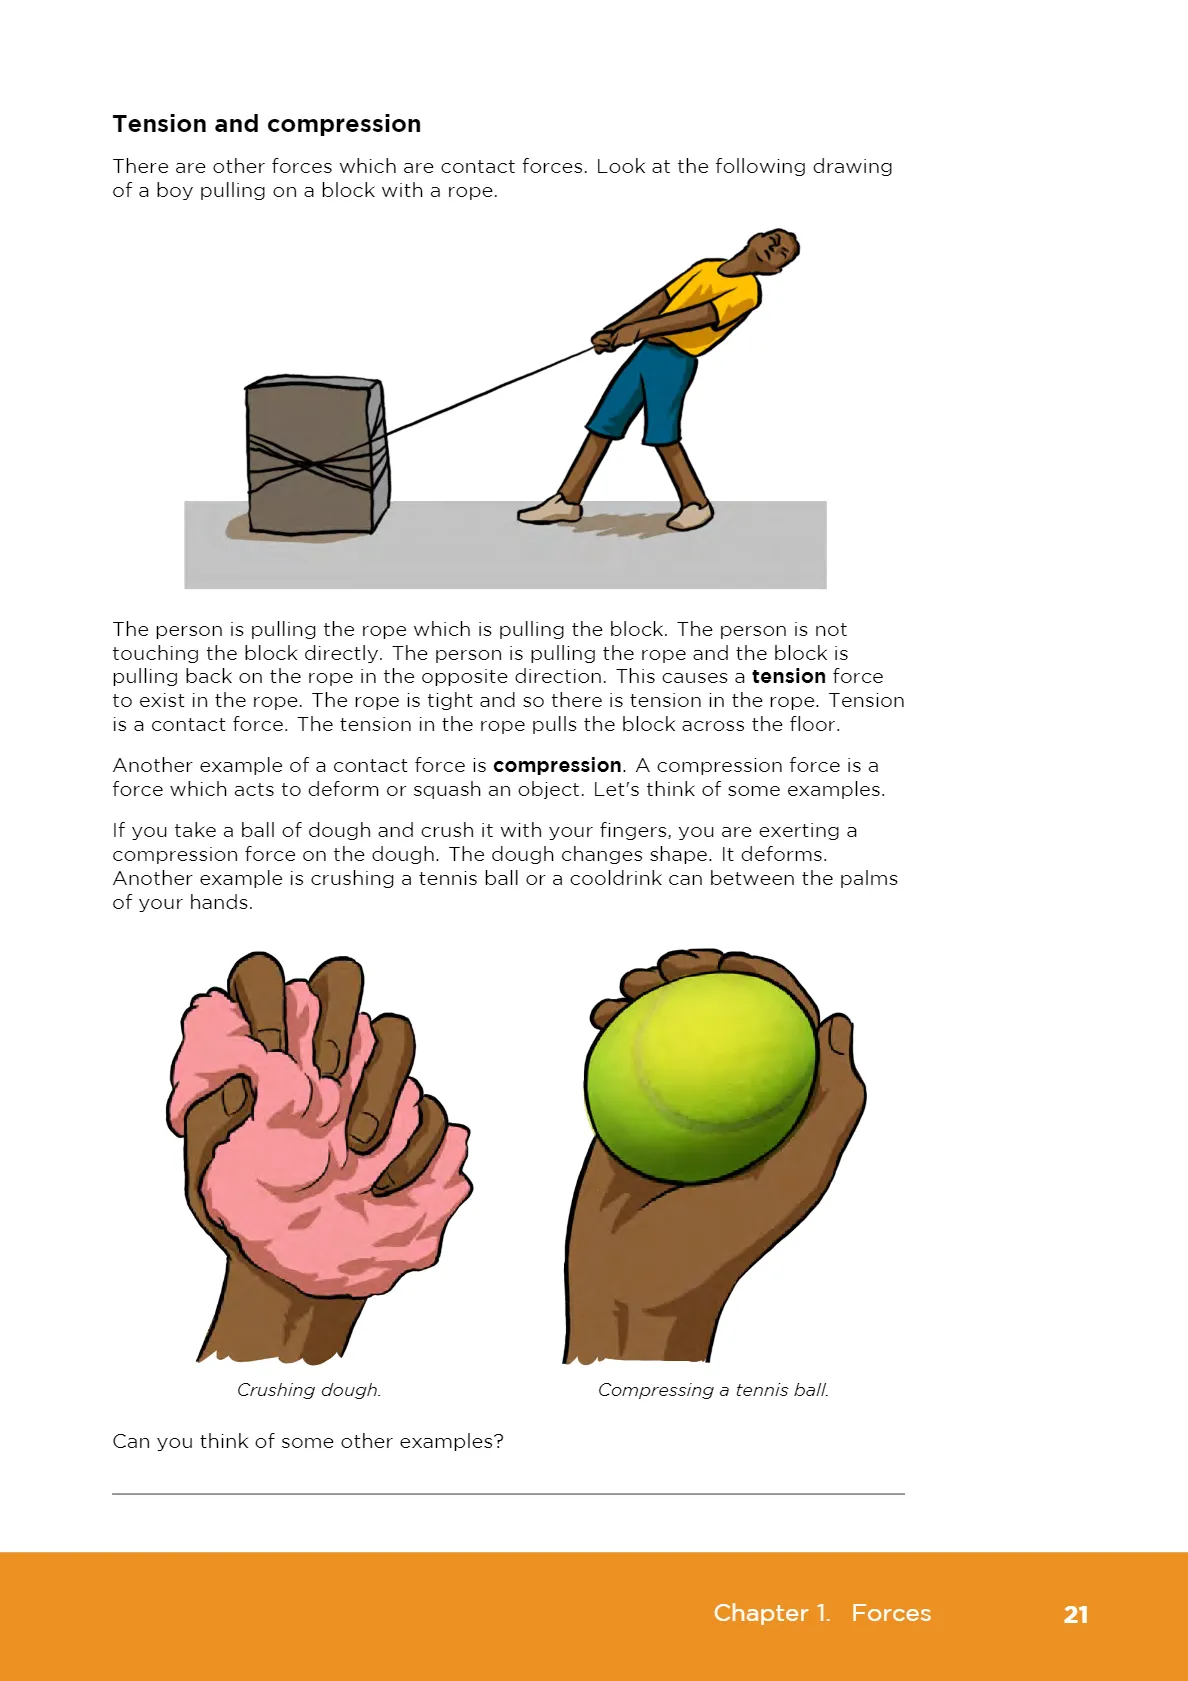 Tension and compression
There are other forces which are contact forces. Look at the following drawing
of a boy pulling on a block with a rope.
The person is pulling the rope which is pulling the block. The person is not
touching the block directly. The person is pulling the rope and the block is
pulling back on the rope in the opposite direction. This causes a tension force
to exist in the rope. The rope is tight and so there is tension in the rope. Tension
is a contact force. The tension in the rope pulls the block across the floor.
Another example of a contact force is compression. A compression force is a
force which acts to deform or squash an object. Let's think of some examples.
If you take a ball of dough and crush it with your fingers, you are exerting a
compression force on the dough. The dough changes shape. It deforms.
Another example is crushing a tennis ball or a cooldrink can between the palms
of your hands.
Crushing dough.
Compressing a tennis ball.
Can you think of some other examples?
Chapter 1. Forces 21